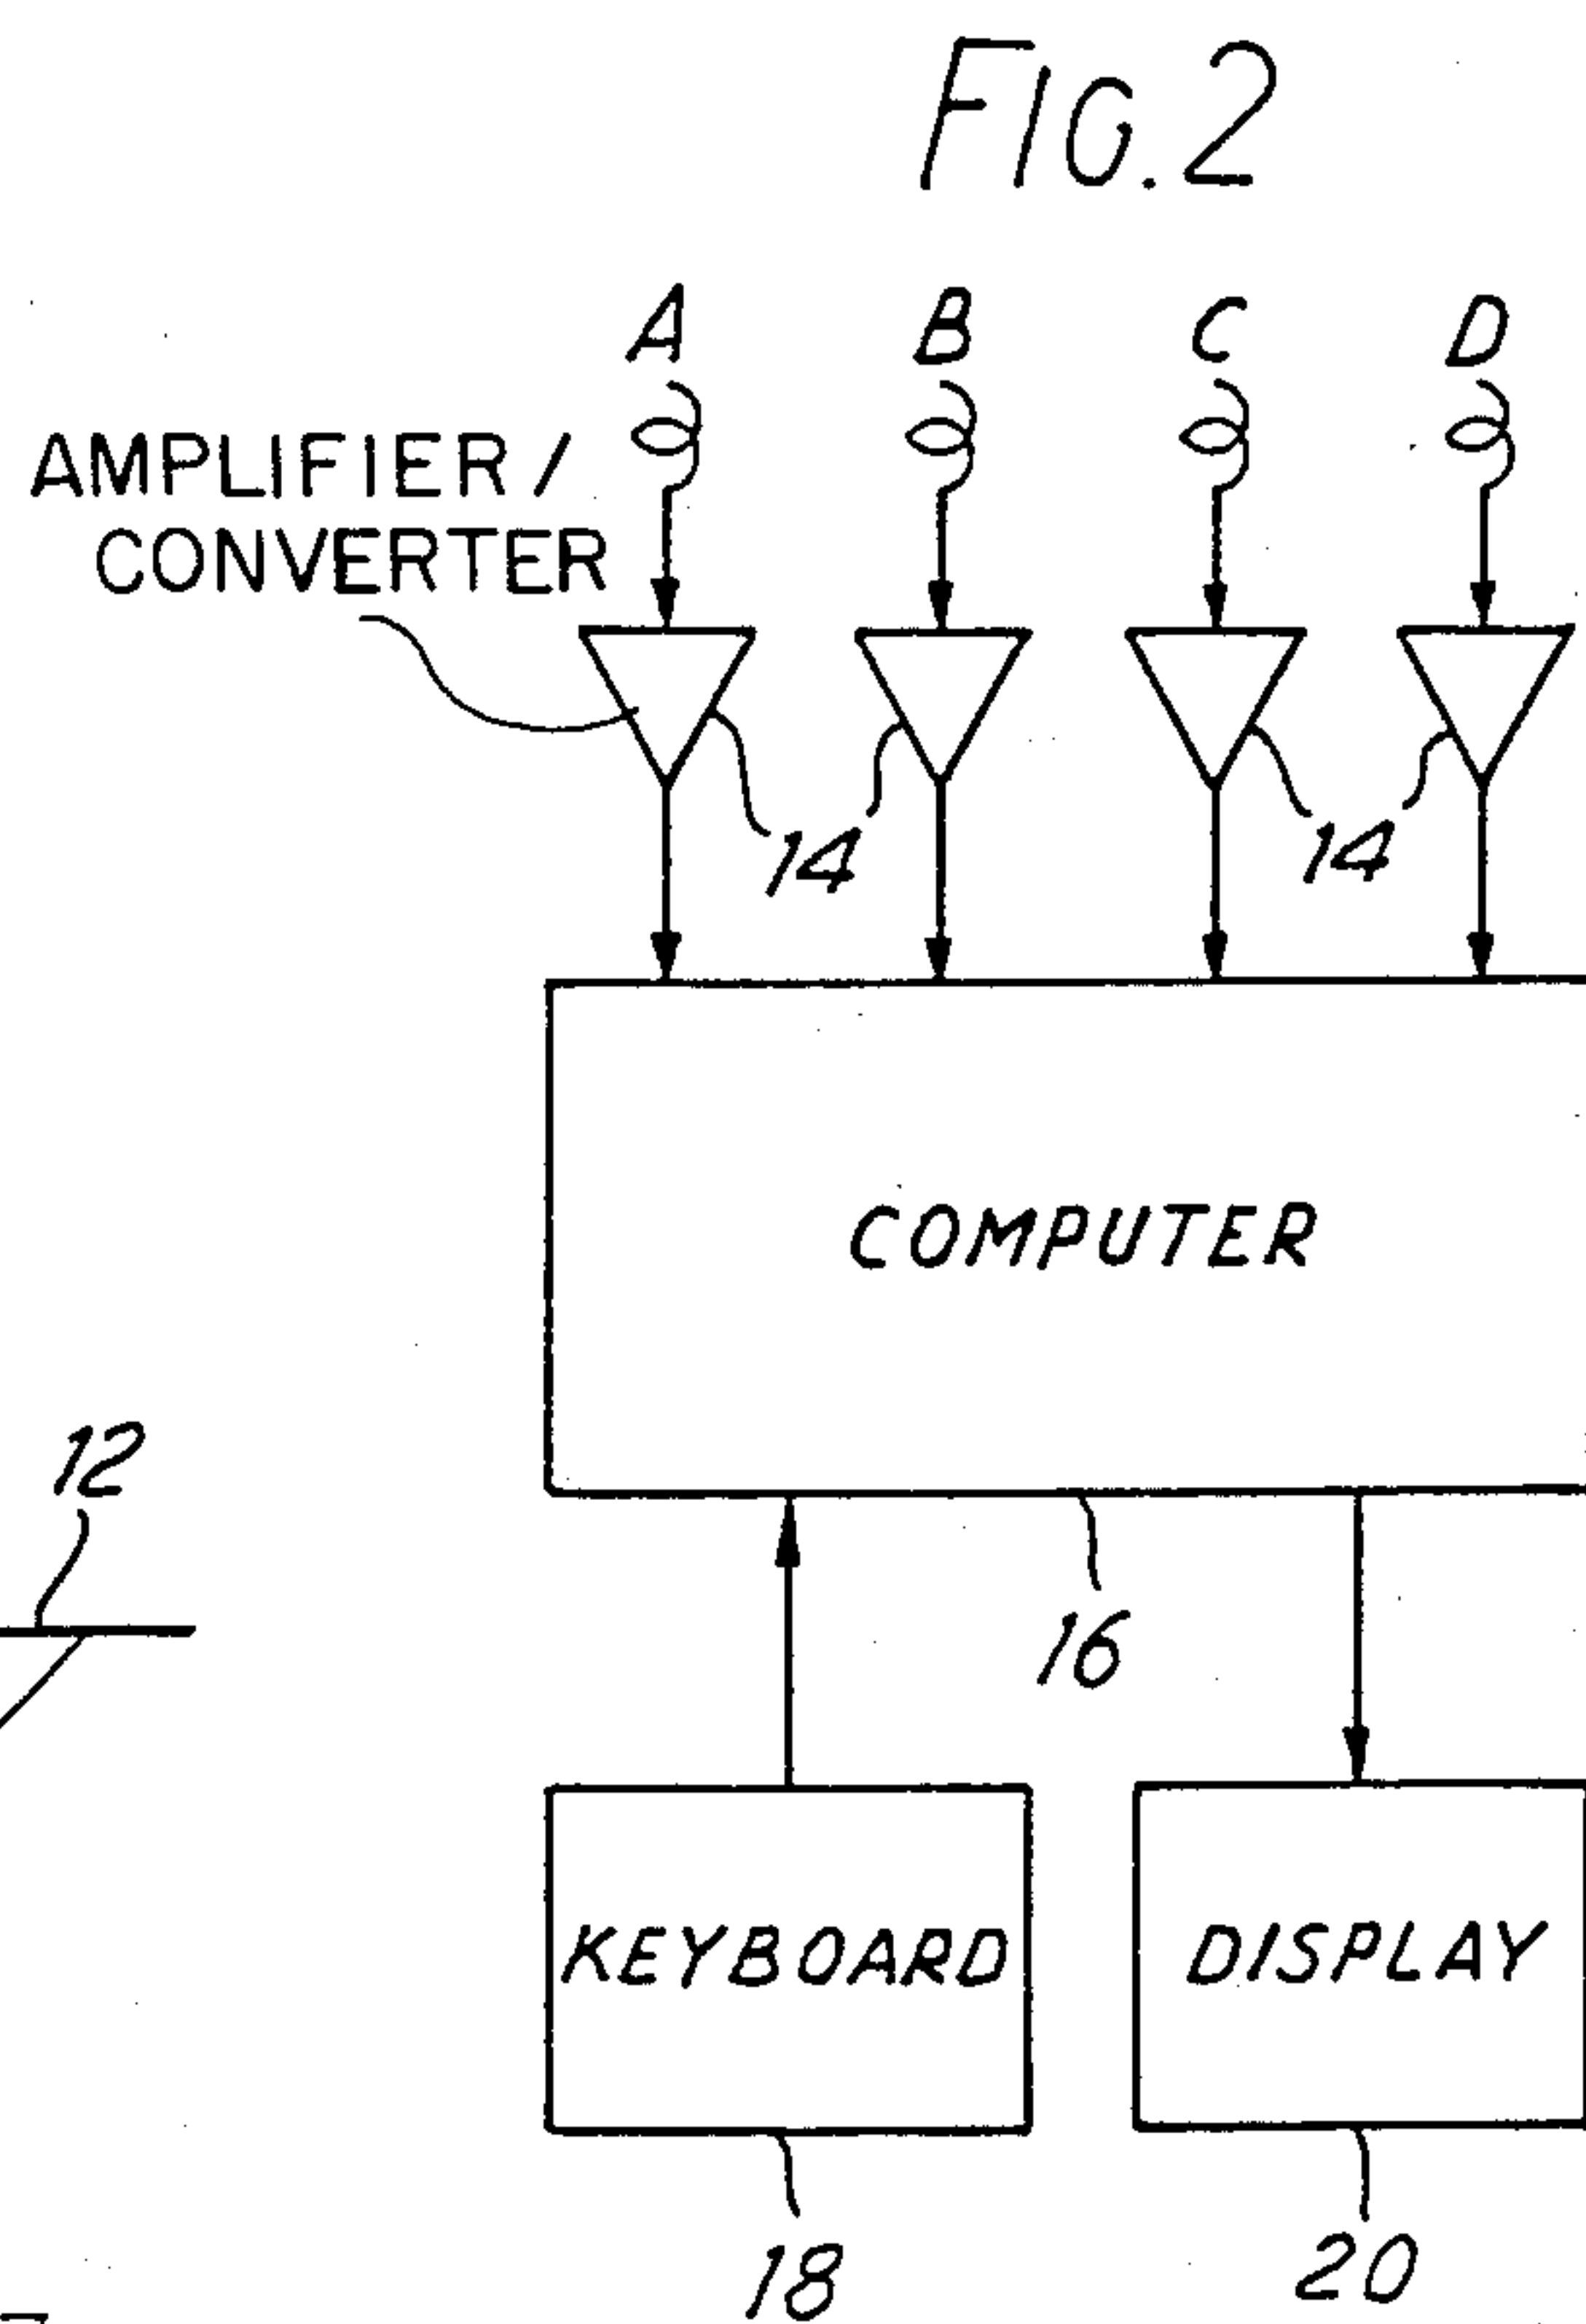 FIG. 2
A B C D
AMPLIFIER/
CONVERTER
14 14
COMPUTER
12
16
KEYBOARD DISPLAY
18 20